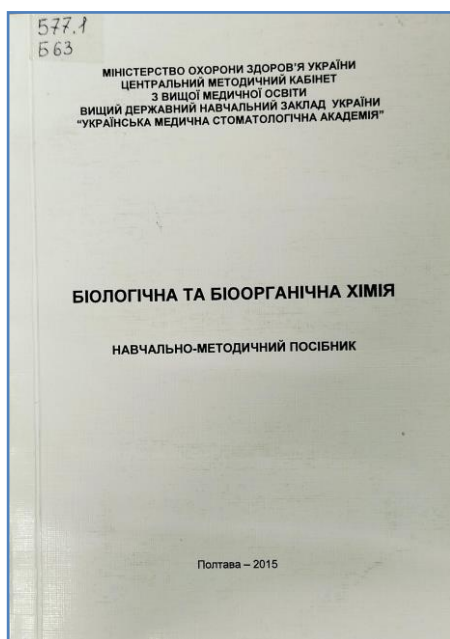 577.1
Б63
МІНІСТЕРСТВО ОХОРОНИ ЗДОРОВ'Я УКРАЇНИ
ЦЕНТРАЛЬНИЙ МЕТОДИЧНИЙ КАБІНЕТ
З ВИЩОЇ МЕДИЧНОЇ ОСВІТИ
ВИЩИЙ ДЕРЖАВНИЙ НАВЧАЛЬНИЙ ЗАКЛАД УКРАЇНИ
"УКРАЇНСЬКА МЕДИЧНА СТОМАТОЛОГІЧНА АКАДЕМІЯ"
БІОЛОГІЧНА ТА БІООРГАНІЧНА ХІМІЯ
НАВЧАЛЬНО-МЕТОДИЧНИЙ ПОСІБНИК
Полтава – 2015